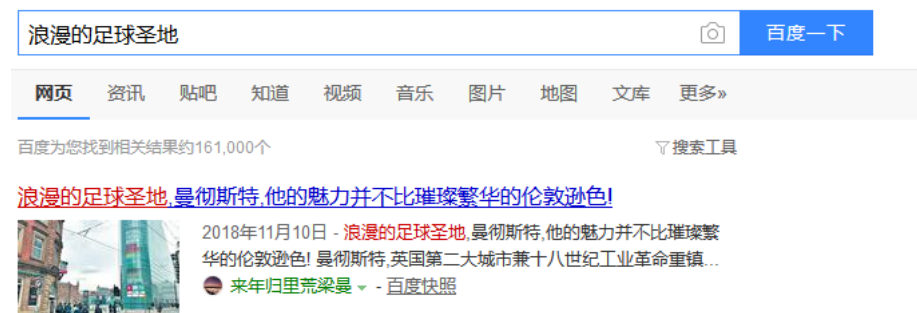 浪漫的足球圣地 百度一下
网页 资讯 贴吧 知道 视频 音乐 图片 地图 文库 更多»
百度为您找到相关结果约161,000个 搜索工具
浪漫的足球圣地,曼彻斯特,他的魅力并不比璀璨繁华的伦敦逊色!
2018年11月10日 - 浪漫的足球圣地,曼彻斯特,他的魅力并不比璀璨繁
华的伦敦逊色! 曼彻斯特,英国第二大城市兼十八世纪工业革命重镇...
来年归里荒梁曼 - 百度快照